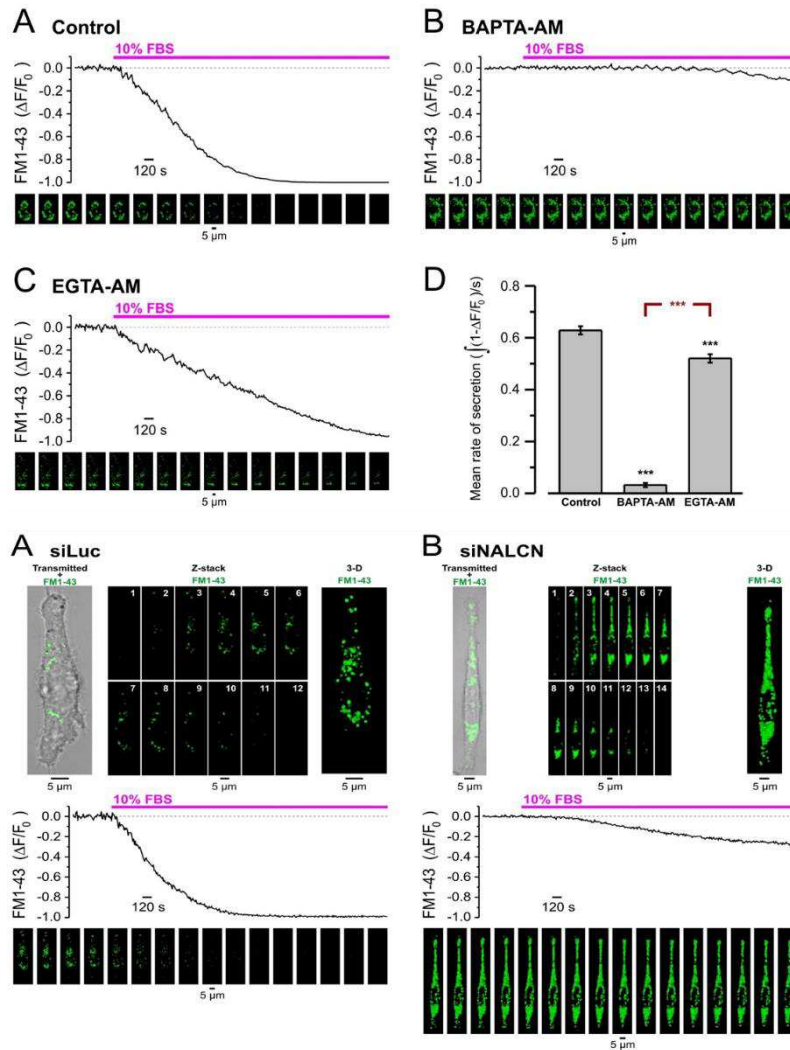 A Control
10% FBS
FM1-43 (ΔF/F0)
0.0
-0.2
-0.4
-0.6
-0.8
-1.0
120 s
5 µm
B BAPTA-AM
10% FBS
FM1-43 (ΔF/F0)
0.0
-0.2
-0.4
-0.6
-0.8
-1.0
120 s
5 µm
C EGTA-AM
10% FBS
FM1-43 (ΔF/F0)
0.0
-0.2
-0.4
-0.6
-0.8
-1.0
120 s
5 µm
D
Mean rate of secretion (∫(1-ΔF/F0)/s)
0.8
0.6
0.4
0.2
0.0
***
***
***
Control BAPTA-AM EGTA-AM
A siLuc
Transmitted
+
FM1-43
Z-stack
FM1-43
3-D
FM1-43
1 2 3 4 5 6
7 8 9 10 11 12
5 µm 5 µm 5 µm
10% FBS
FM1-43 (ΔF/F0)
0.0
-0.2
-0.4
-0.6
-0.8
-1.0
120 s
5 µm
B siNALCN
Transmitted
+
FM1-43
Z-stack
FM1-43
3-D
FM1-43
1 2 3 4 5 6 7
8 9 10 11 12 13 14
5 µm 5 µm 5 µm
10% FBS
FM1-43 (ΔF/F0)
0.0
-0.2
-0.4
-0.6
-0.8
-1.0
120 s
5 µm